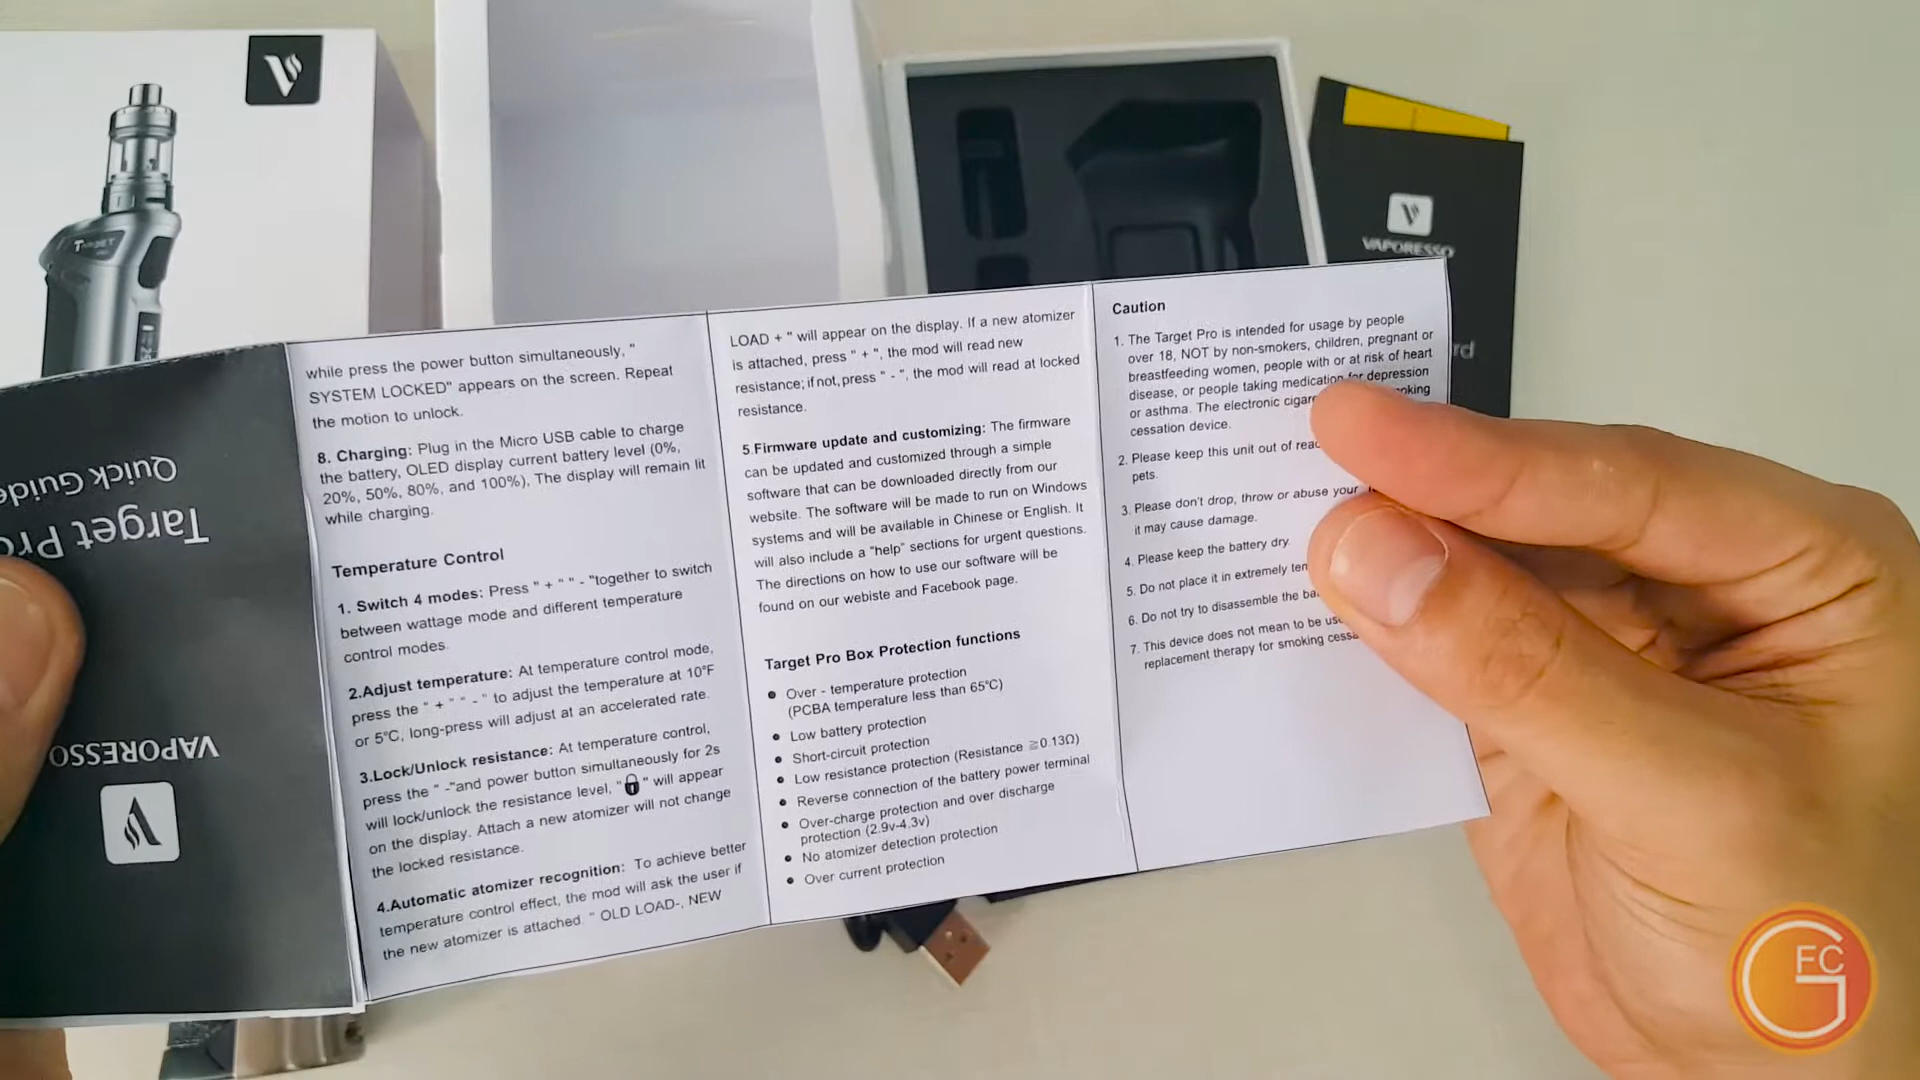 TARGET
VAPORESSO
rd
Quick Guide
Target Pro
VAPORESSO
while press the power button simultaneously, "
SYSTEM LOCKED" appears on the screen. Repeat
the motion to unlock.
8. Charging: Plug in the Micro USB cable to charge
the battery, OLED display current battery level (0%,
20%, 50%, 80%, and 100%), The display will remain lit
while charging.
Temperature Control
1. Switch 4 modes: Press " + " " - "together to switch
between wattage mode and different temperature
control modes.
2.Adjust temperature: At temperature control mode,
press the " + " " - " to adjust the temperature at 10°F
or 5°C, long-press will adjust at an accelerated rate.
3.Lock/Unlock resistance: At temperature control,
press the " -"and power button simultaneously for 2s
will lock/unlock the resistance level, "🔒" will appear
on the display. Attach a new atomizer will not change
the locked resistance.
4.Automatic atomizer recognition: To achieve better
temperature control effect, the mod will ask the user if
the new atomizer is attached. " OLD LOAD-, NEW
LOAD + " will appear on the display. If a new atomizer
is attached, press " + ", the mod will read new
resistance; if not, press " - ", the mod will read at locked
resistance.
5.Firmware update and customizing: The firmware
can be updated and customized through a simple
software that can be downloaded directly from our
website. The software will be made to run on Windows
systems and will be available in Chinese or English. It
will also include a "help" sections for urgent questions.
The directions on how to use our software will be
found on our webiste and Facebook page.
Target Pro Box Protection functions
● Over - temperature protection
(PCBA temperature less than 65°C)
● Low battery protection
● Short-circuit protection
● Low resistance protection (Resistance ≧0.13Ω)
● Reverse connection of the battery power terminal
● Over-charge protection and over discharge
protection (2.9v-4.3v)
● No atomizer detection protection
● Over current protection
Caution
1. The Target Pro is intended for usage by people
over 18, NOT by non-smokers, children, pregnant or
breastfeeding women, people with or at risk of heart
disease, or people taking medication for depression
or asthma. The electronic cigare oking
cessation device.
2. Please keep this unit out of reac
pets.
3. Please don't drop, throw or abuse your
it may cause damage.
4. Please keep the battery dry.
5. Do not place it in extremely ten
6. Do not try to disassemble the ba
7. This device does not mean to be use
replacement therapy for smoking cessa
GFC